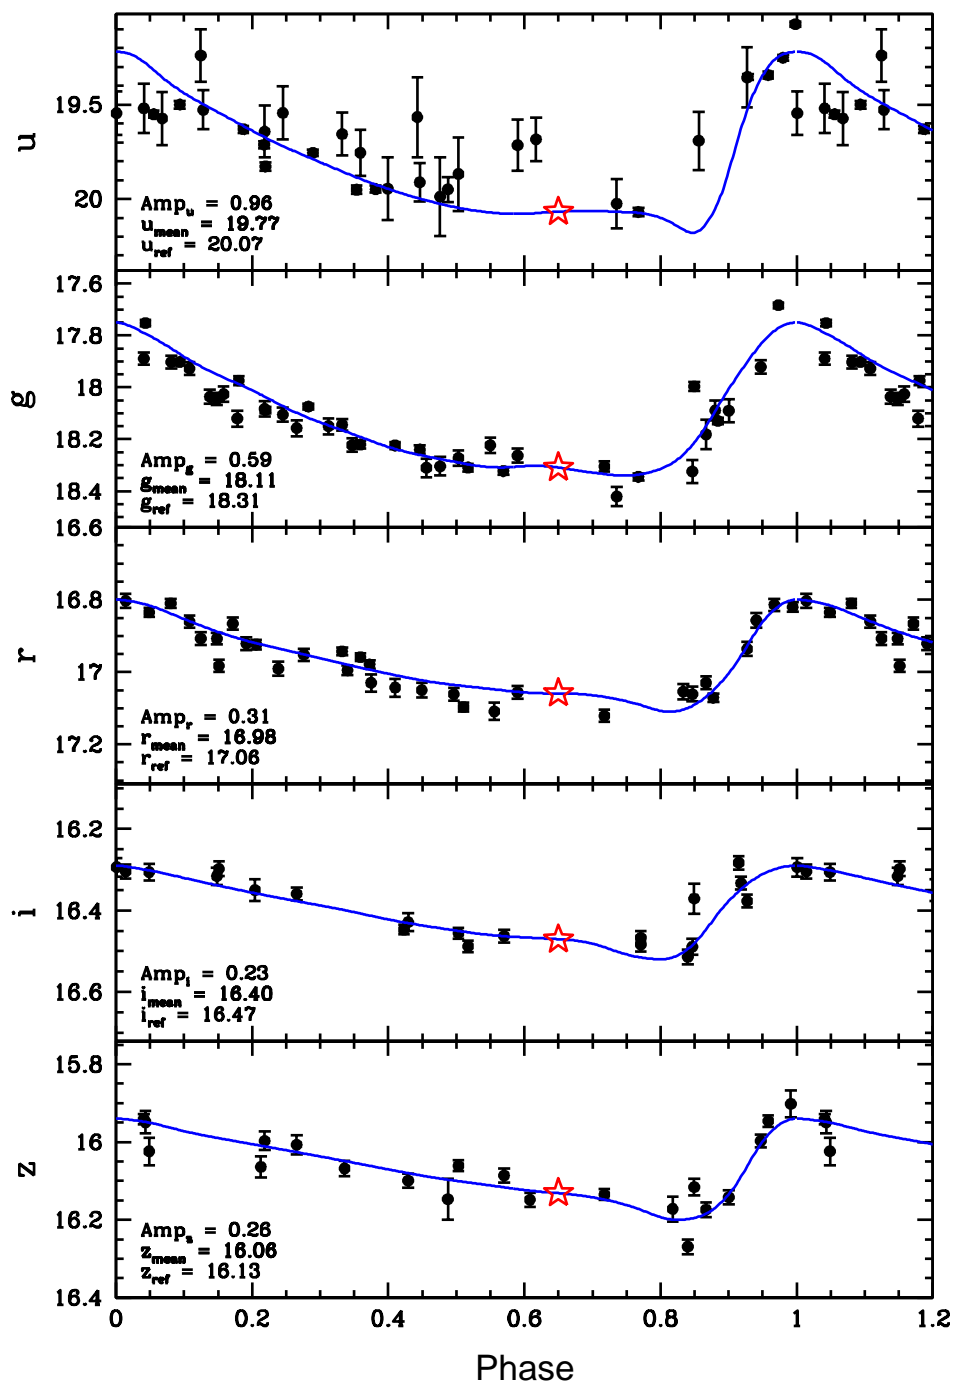 19.5
u
20
Amp_u = 0.96
u_mean = 19.77
u_ref = 20.07
17.6
17.8
18
g
18.2
18.4
Amp_g = 0.59
g_mean = 18.11
g_ref = 18.31
16.6
16.8
r
17
17.2
Amp_r = 0.31
r_mean = 16.98
r_ref = 17.06
16.2
16.4
i
16.6
Amp_i = 0.23
i_mean = 16.40
i_ref = 16.47
15.8
16
z
16.2
16.4
Amp_z = 0.26
z_mean = 16.06
z_ref = 16.13
0 0.2 0.4 0.6 0.8 1 1.2
Phase